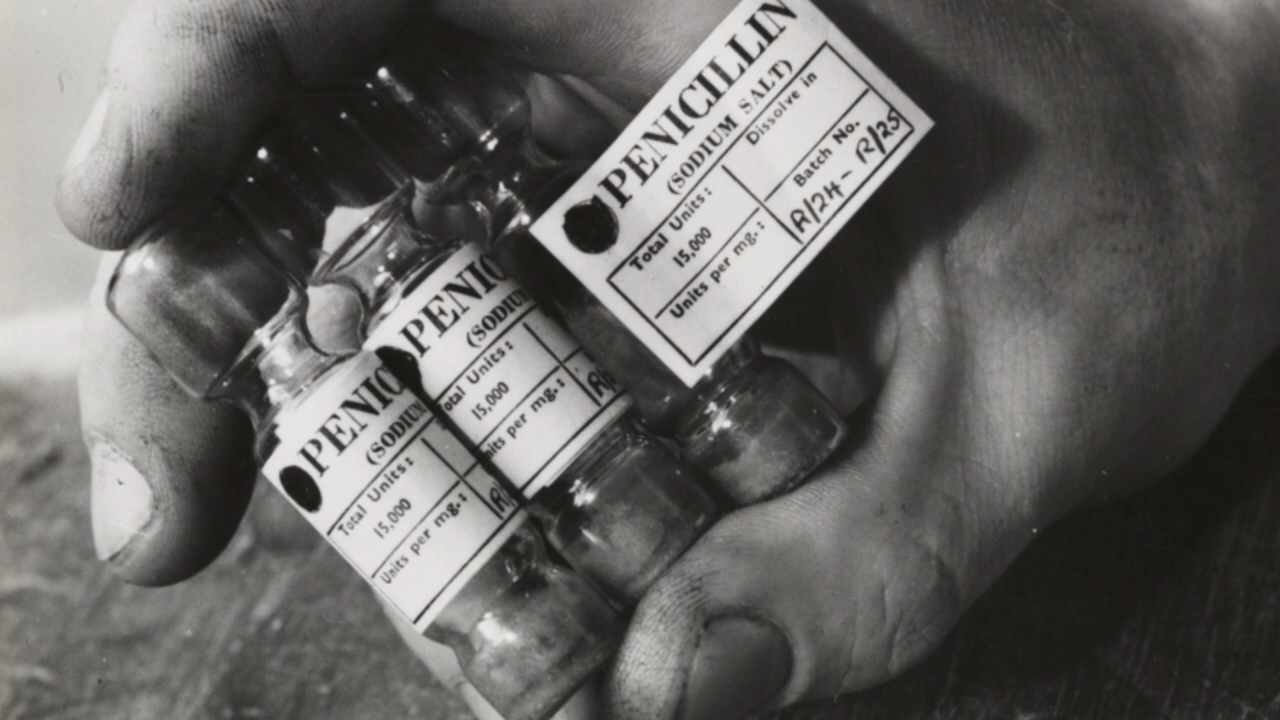 PENICILLIN
(SODIUM SALT)
Total Units:
15,000
Dissolve in
Units per mg.:
Batch No.
R/24- R/25
PENIC
(SODIUM
Total Units:
15,000
Units per mg.:
R/
PENIC
(SODIUM
Total Units:
15,000
Units per mg.:
R/